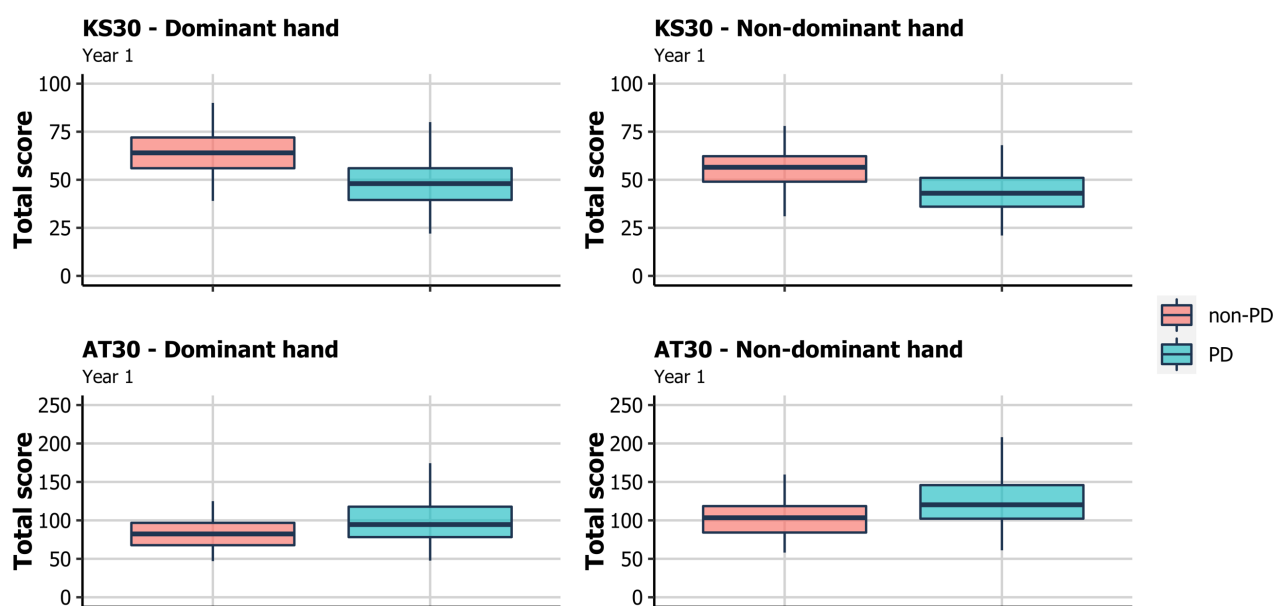 KS30 - Dominant hand
Year 1
100
75
50
25
0
Total score
KS30 - Non-dominant hand
Year 1
100
75
50
25
0
Total score
AT30 - Dominant hand
Year 1
250
200
150
100
50
0
Total score
AT30 - Non-dominant hand
Year 1
250
200
150
100
50
0
Total score
non-PD
PD